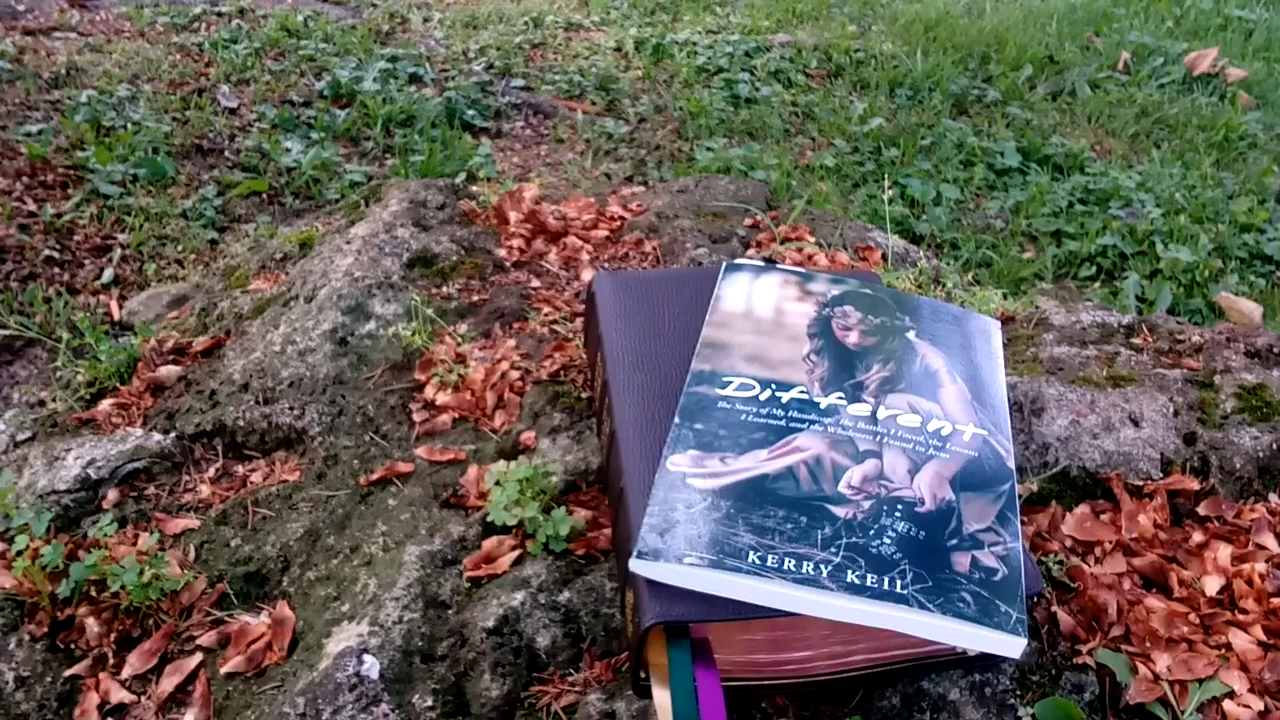 Different
The Story of My Handicap: The Battles I Faced, the Lessons
I Learned, and the Wholeness I Found in Jesus
KERRY KEIL